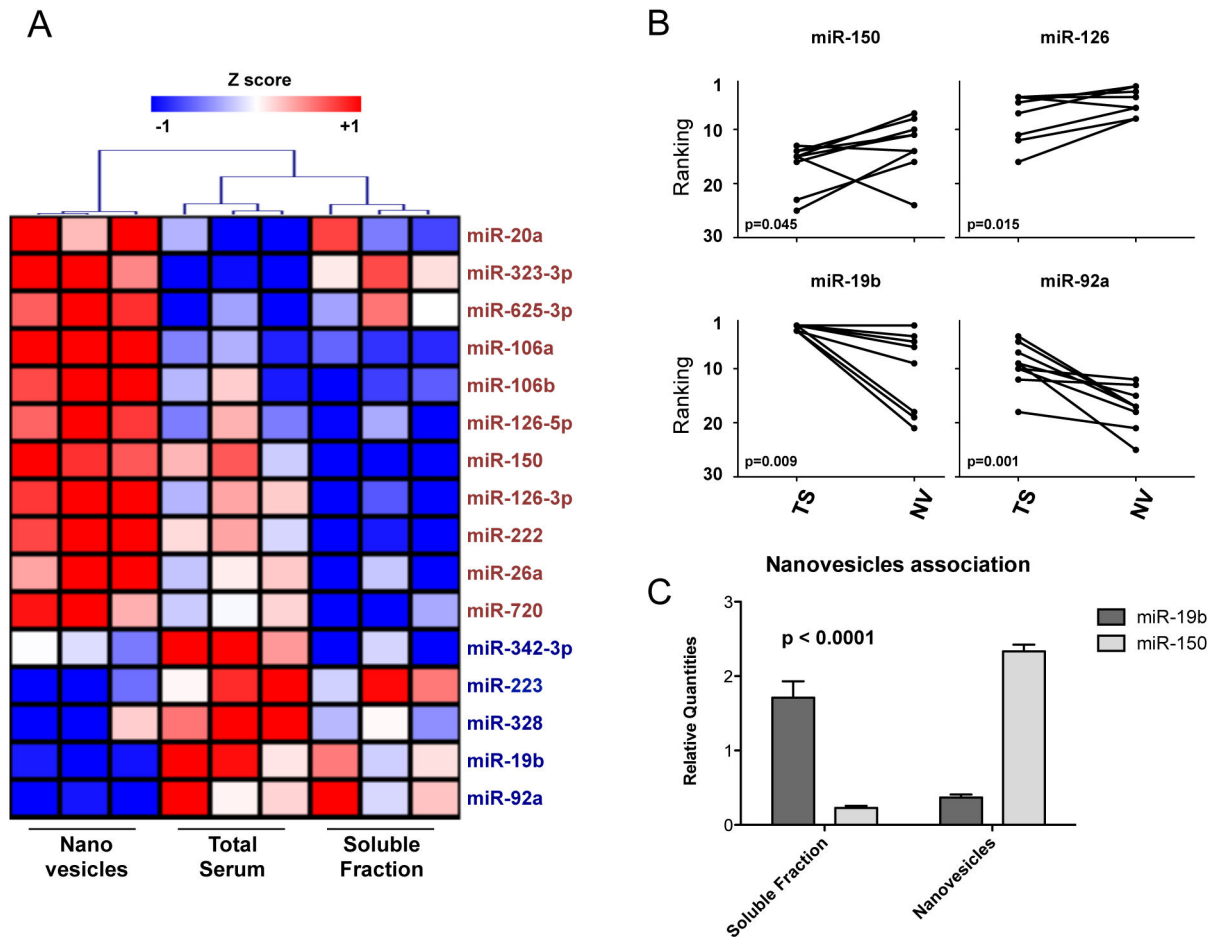 A
Z score
-1
+1
miR-20a
miR-323-3p
miR-625-3p
miR-106a
miR-106b
miR-126-5p
miR-150
miR-126-3p
miR-222
miR-26a
miR-720
miR-342-3p
miR-223
miR-328
miR-19b
miR-92a
Nano
vesicles
Total
Serum
Soluble
Fraction
B
miR-150
miR-126
Ranking
1
10
20
30
p=0.045
p=0.015
miR-19b
miR-92a
Ranking
1
10
20
30
p=0.009
p=0.001
TS
NV
TS
NV
C
Nanovesicles association
Relative Quantities
3
2
1
0
p < 0.0001
miR-19b
miR-150
Soluble Fraction
Nanovesicles